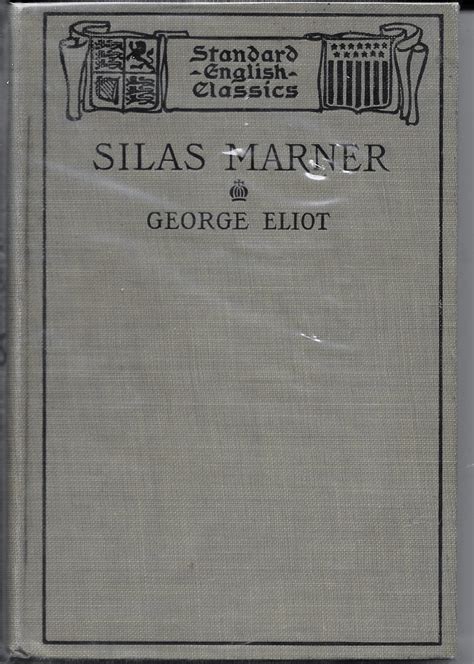 Standard
-English-
Classics
SILAS MARNER
GEORGE ELIOT